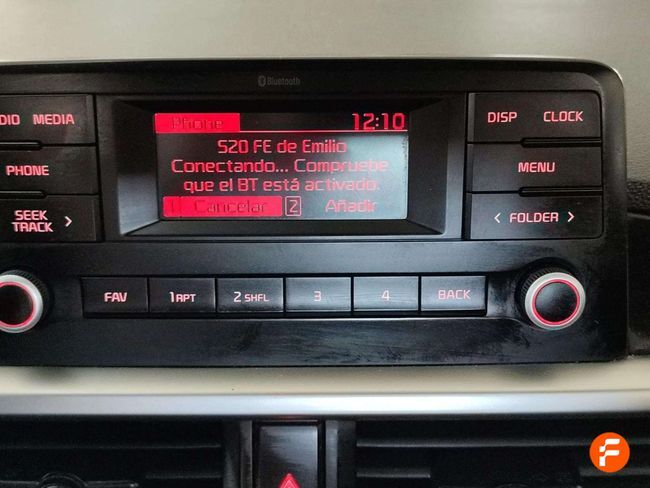 Bluetooth
DIO MEDIA
PHONE
SEEK TRACK >
Phone 12:10
S20 FE de Emilio
Conectando... Compruebe
que el BT está activado.
1 Cancelar 2 Añadir
DISP CLOCK
MENU
< FOLDER >
FAV 1 RPT 2 SHFL 3 4 BACK